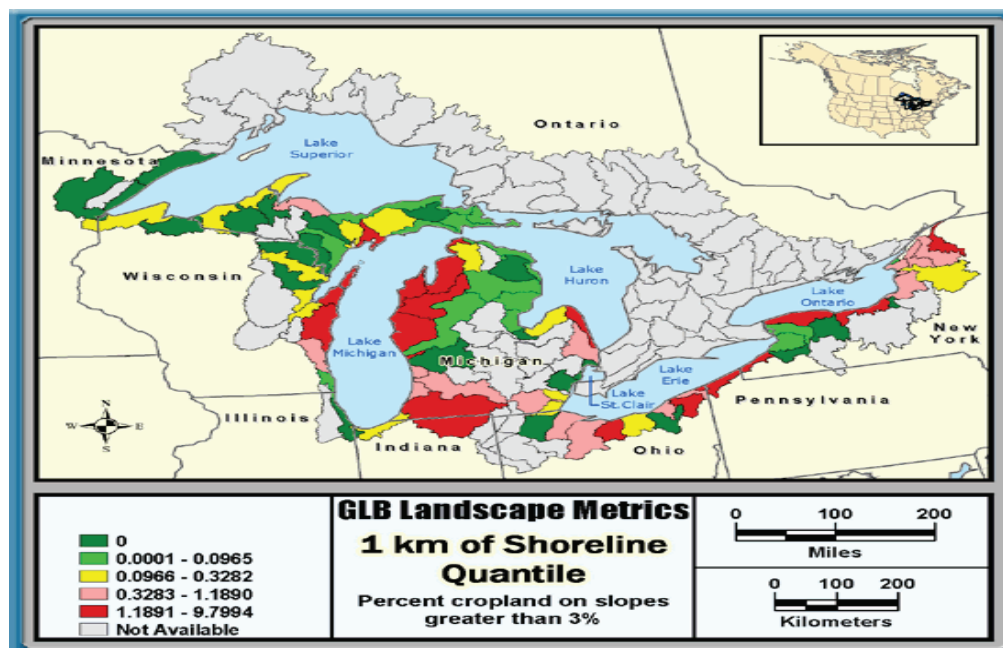 Ontario
Minnesota
Lake
Superior
Wisconsin
Lake
Huron
Lake
Ontario
New
York
Lake
Michigan
Michigan
Lake
Erie
Lake
St. Clair
Pennsylvania
Illinois
Indiana
Ohio
N
W
E
S
GLB Landscape Metrics
1 km of Shoreline
Quantile
Percent cropland on slopes
greater than 3%
0
0.0001 - 0.0965
0.0966 - 0.3282
0.3283 - 1.1890
1.1891 - 9.7994
Not Available
0 100 200
Miles
0 100 200
Kilometers